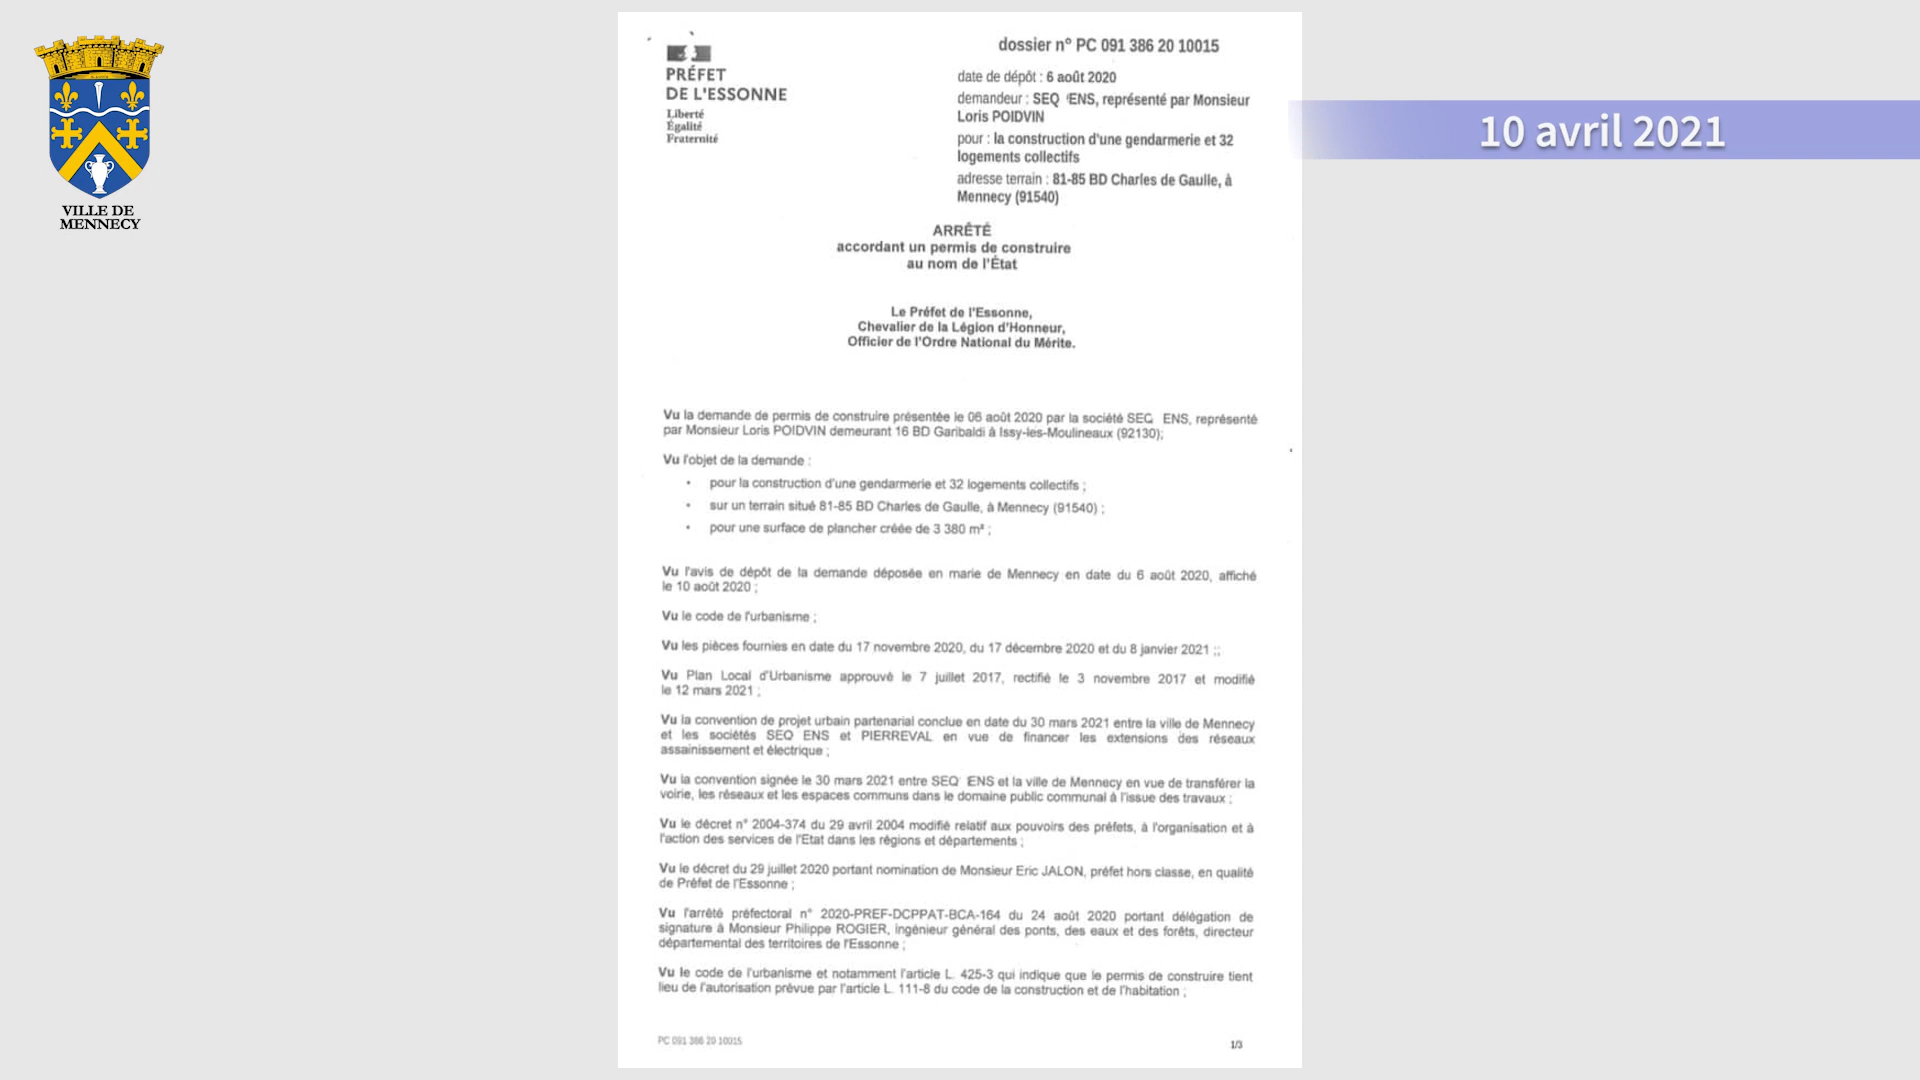 VILLE DE
MENNECY
PRÉFET
DE L'ESSONNE
Liberté
Égalité
Fraternité
dossier n° PC 091 386 20 10015
date de dépôt : 6 août 2020
demandeur : SEQ ENS, représenté par Monsieur
Loris POIDVIN
pour : la construction d'une gendarmerie et 32
logements collectifs
adresse terrain : 81-85 BD Charles de Gaulle, à
Mennecy (91540)
10 avril 2021
ARRÊTÉ
accordant un permis de construire
au nom de l'État
Le Préfet de l'Essonne,
Chevalier de la Légion d'Honneur,
Officier de l'Ordre National du Mérite.
Vu la demande de permis de construire présentée le 06 août 2020 par la société SEQ ENS, représenté
par Monsieur Loris POIDVIN demeurant 16 BD Garibaldi à Issy-les-Moulineaux (92130);
Vu l'objet de la demande :
• pour la construction d'une gendarmerie et 32 logements collectifs ;
• sur un terrain situé 81-85 BD Charles de Gaulle, à Mennecy (91540) ;
• pour une surface de plancher créée de 3 380 m² ;
Vu l'avis de dépôt de la demande déposée en marie de Mennecy en date du 6 août 2020, affiché
le 10 août 2020 ;
Vu le code de l'urbanisme ;
Vu les pièces fournies en date du 17 novembre 2020, du 17 décembre 2020 et du 8 janvier 2021 ;;
Vu Plan Local d'Urbanisme approuvé le 7 juillet 2017, rectifié le 3 novembre 2017 et modifié
le 12 mars 2021 ;
Vu la convention de projet urbain partenarial conclue en date du 30 mars 2021 entre la ville de Mennecy
et les sociétés SEQ ENS et PIERREVAL en vue de financer les extensions des réseaux
assainissement et électrique ;
Vu la convention signée le 30 mars 2021 entre SEQ ENS et la ville de Mennecy en vue de transférer la
voirie, les réseaux et les espaces communs dans le domaine public communal à l'issue des travaux ;
Vu le décret n° 2004-374 du 29 avril 2004 modifié relatif aux pouvoirs des préfets, à l'organisation et à
l'action des services de l'Etat dans les régions et départements ;
Vu le décret du 29 juillet 2020 portant nomination de Monsieur Eric JALON, préfet hors classe, en qualité
de Préfet de l'Essonne ;
Vu l'arrêté préfectoral n° 2020-PREF-DCPPAT-BCA-164 du 24 août 2020 portant délégation de
signature à Monsieur Philippe ROGIER, ingénieur général des ponts, des eaux et des forêts, directeur
départemental des territoires de l'Essonne ;
Vu le code de l'urbanisme et notamment l'article L. 425-3 qui indique que le permis de construire tient
lieu de l'autorisation prévue par l'article L. 111-8 du code de la construction et de l'habitation ;
PC 091 386 20 10015
1/3